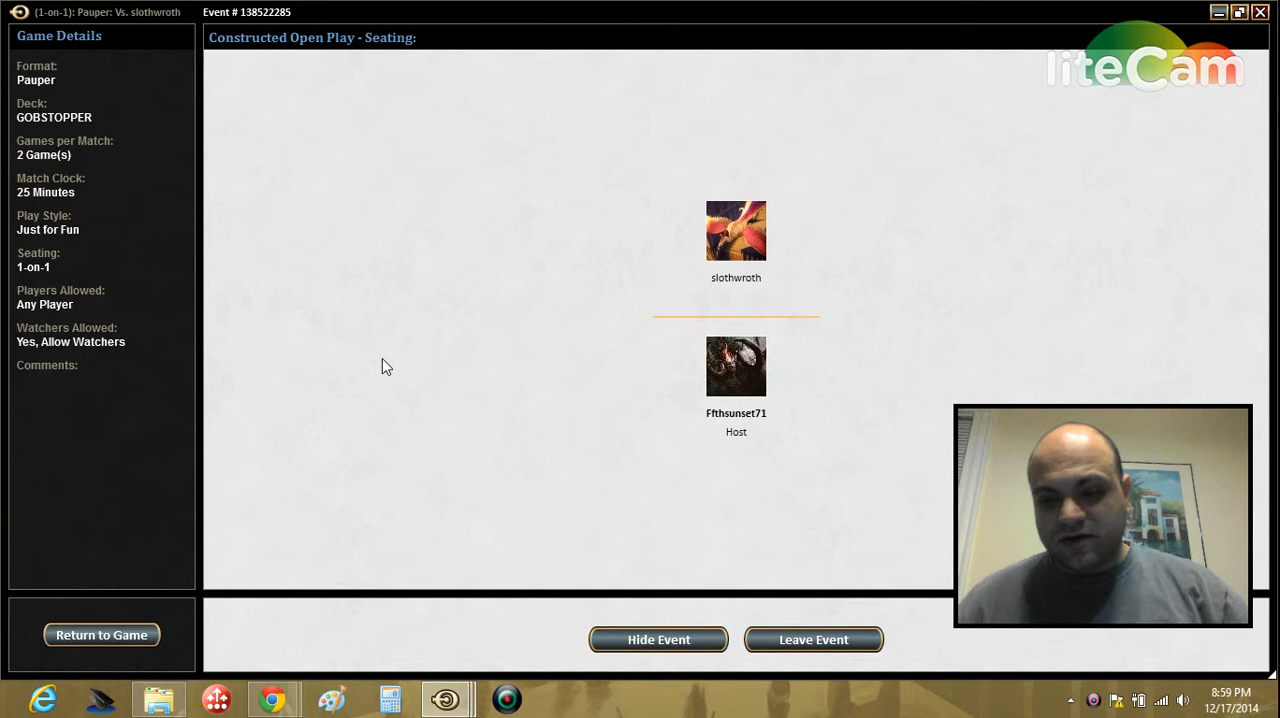 (1-on-1): Pauper: Vs. slothwroth
Event # 138522285
Game Details
Format:
Pauper
Deck:
GOBSTOPPER
Games per Match:
2 Game(s)
Match Clock:
25 Minutes
Play Style:
Just for Fun
Seating:
1-on-1
Players Allowed:
Any Player
Watchers Allowed:
Yes, Allow Watchers
Comments:
Return to Game
Constructed Open Play - Seating:
liteCam
slothwroth
Ffthsunset71
Host
Hide Event
Leave Event
8:59 PM
12/17/2014